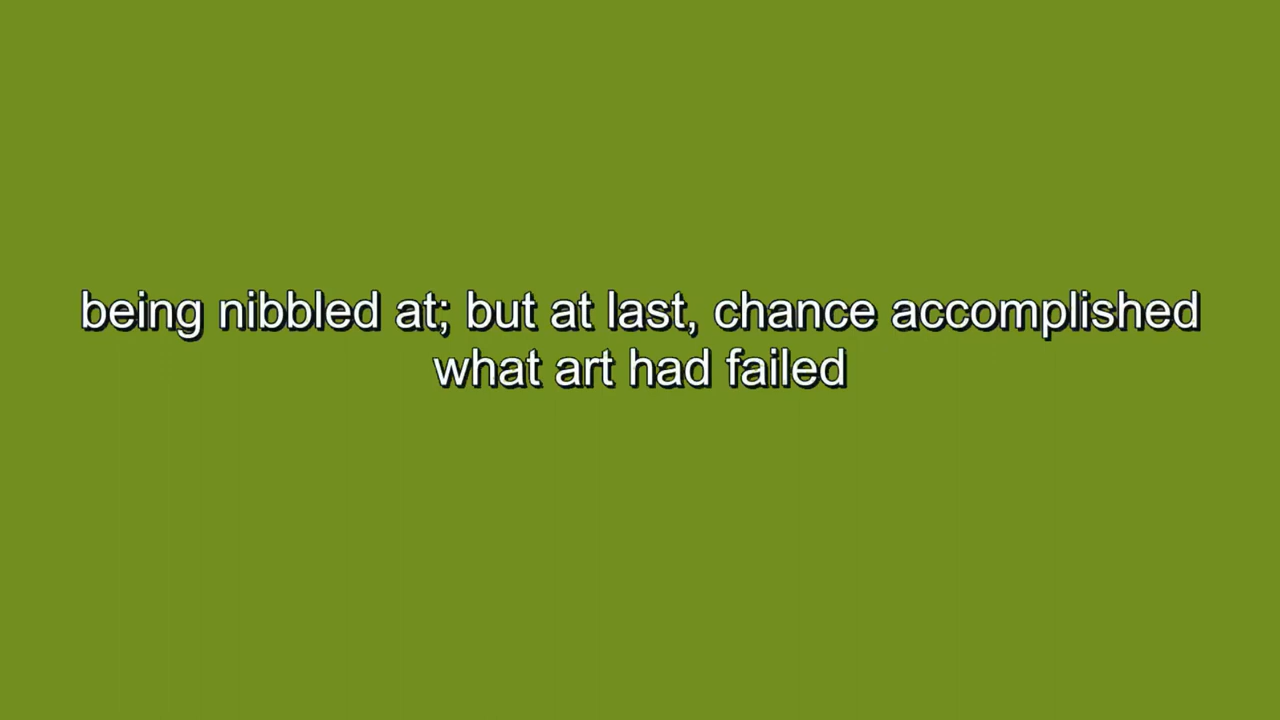 being nibbled at; but at last, chance accomplished
what art had failed